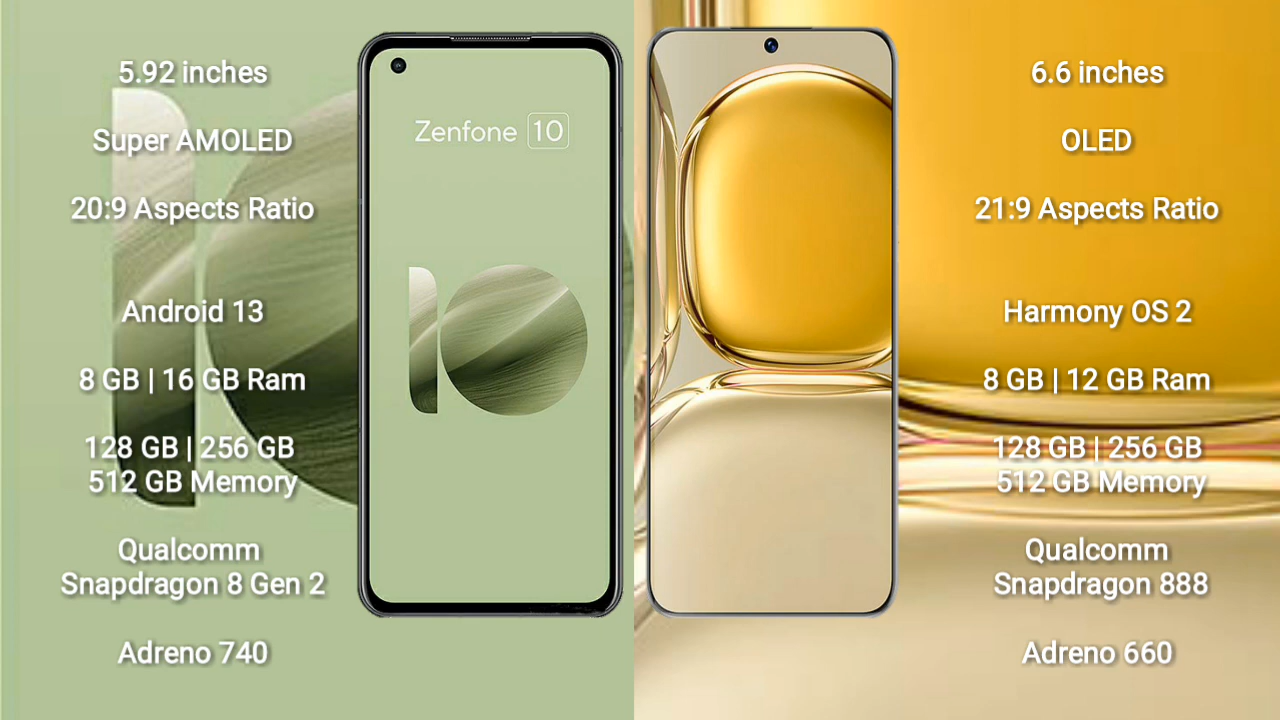 5.92 inches
Super AMOLED
20:9 Aspects Ratio
Android 13
8 GB | 16 GB Ram
128 GB | 256 GB
512 GB Memory
Qualcomm
Snapdragon 8 Gen 2
Adreno 740
Zenfone 10
10
6.6 inches
OLED
21:9 Aspects Ratio
Harmony OS 2
8 GB | 12 GB Ram
128 GB | 256 GB
512 GB Memory
Qualcomm
Snapdragon 888
Adreno 660